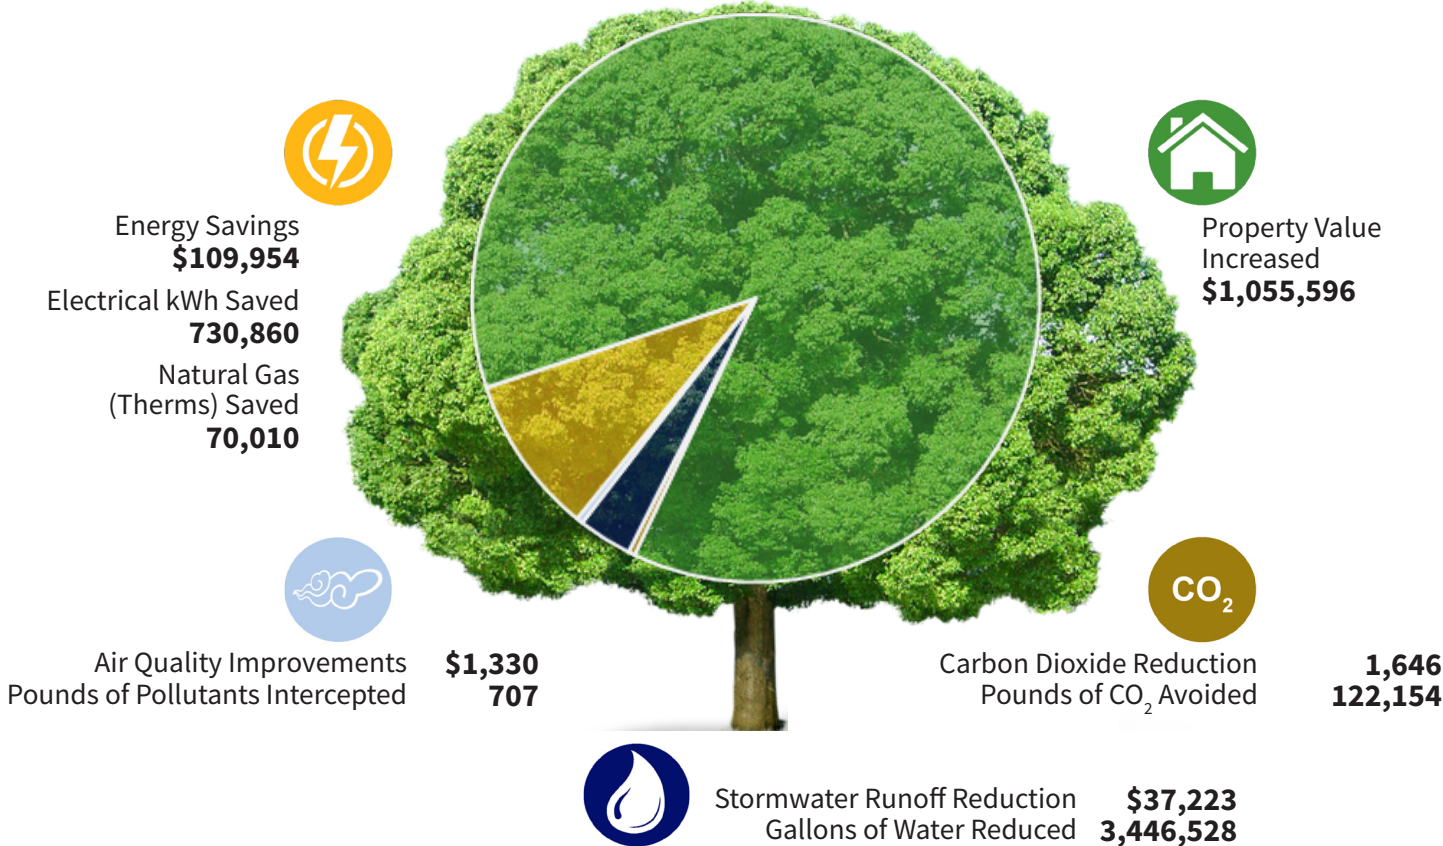 Energy Savings
$109,954
Electrical kWh Saved
730,860
Natural Gas
(Therms) Saved
70,010
Property Value
Increased
$1,055,596
Air Quality Improvements $1,330
Pounds of Pollutants Intercepted 707
CO₂
Carbon Dioxide Reduction 1,646
Pounds of CO₂ Avoided 122,154
Stormwater Runoff Reduction $37,223
Gallons of Water Reduced 3,446,528